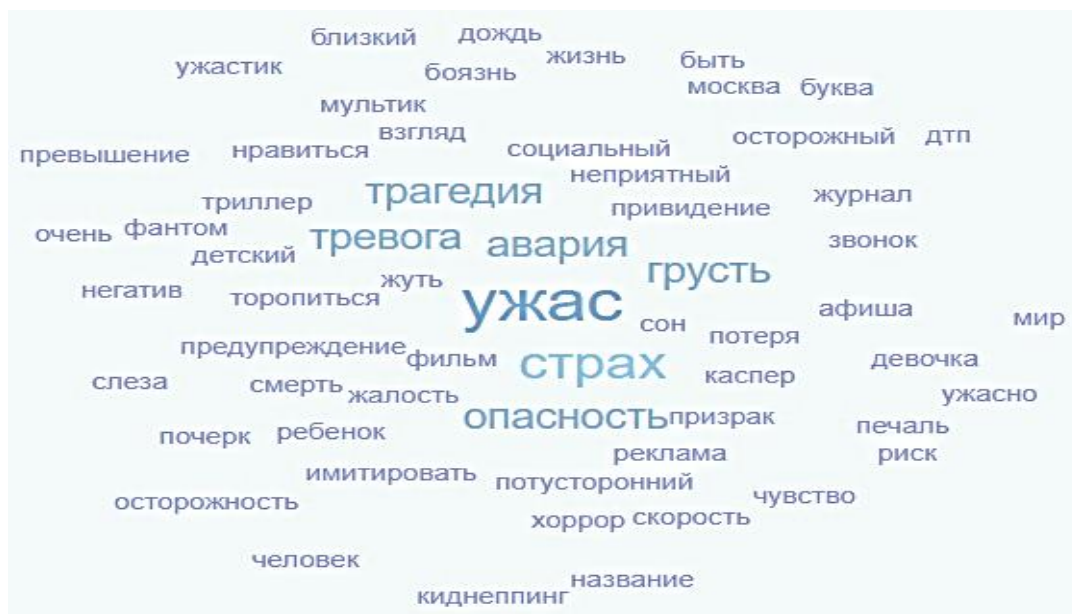 близкий дождь
ужастик боязнь жизнь быть
москва буква
мультик
взгляд
превышение нравиться социальный осторожный дтп
неприятный
триллер трагедия привидение журнал
очень фантом
детский тревога авария звонок
грусть
негатив торопиться жуть
ужас сон афиша мир
потеря
предупреждение фильм страх девочка
слеза смерть жалость каспер ужасно
опасность призрак
почерк ребенок печаль
реклама риск
имитировать потусторонний
осторожность чувство
хоррор скорость
человек
название
киднеппинг